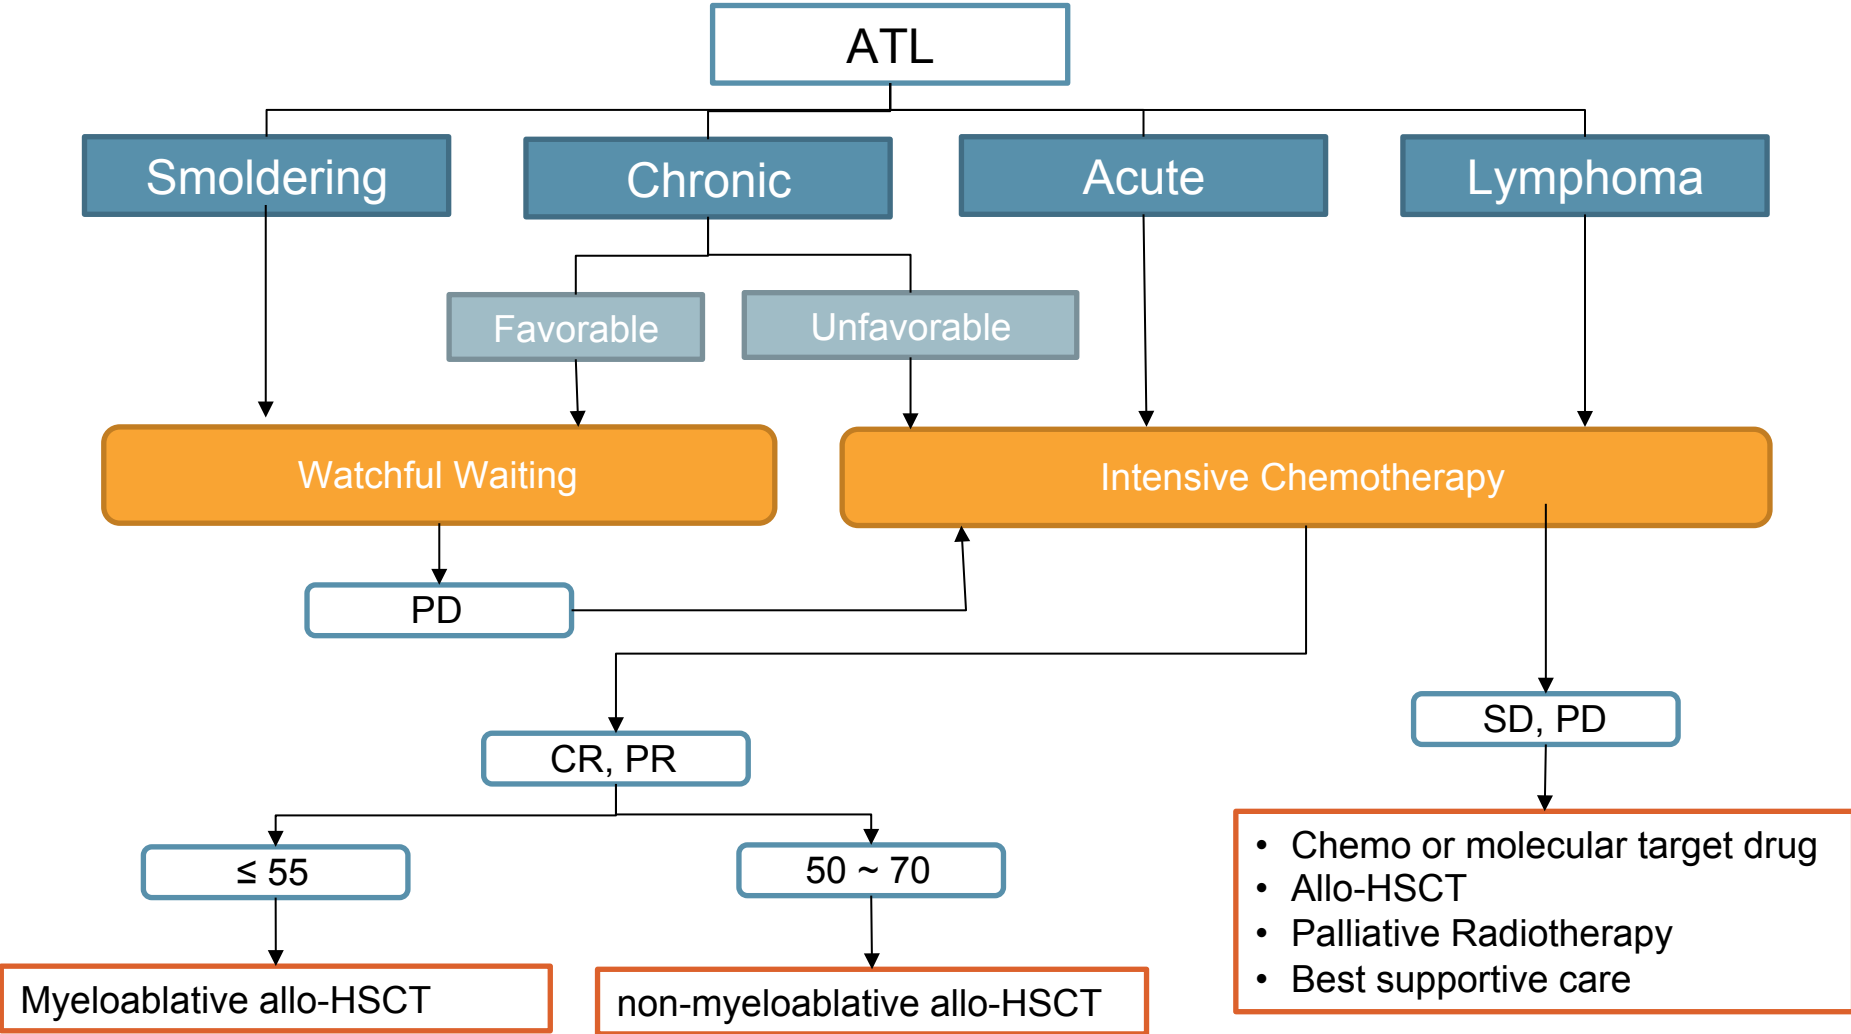 ATL
Smoldering
Chronic
Acute
Lymphoma
Favorable
Unfavorable
Watchful Waiting
Intensive Chemotherapy
PD
SD, PD
CR, PR
≤ 55
50 ~ 70
• Chemo or molecular target drug
• Allo-HSCT
• Palliative Radiotherapy
• Best supportive care
Myeloablative allo-HSCT
non-myeloablative allo-HSCT